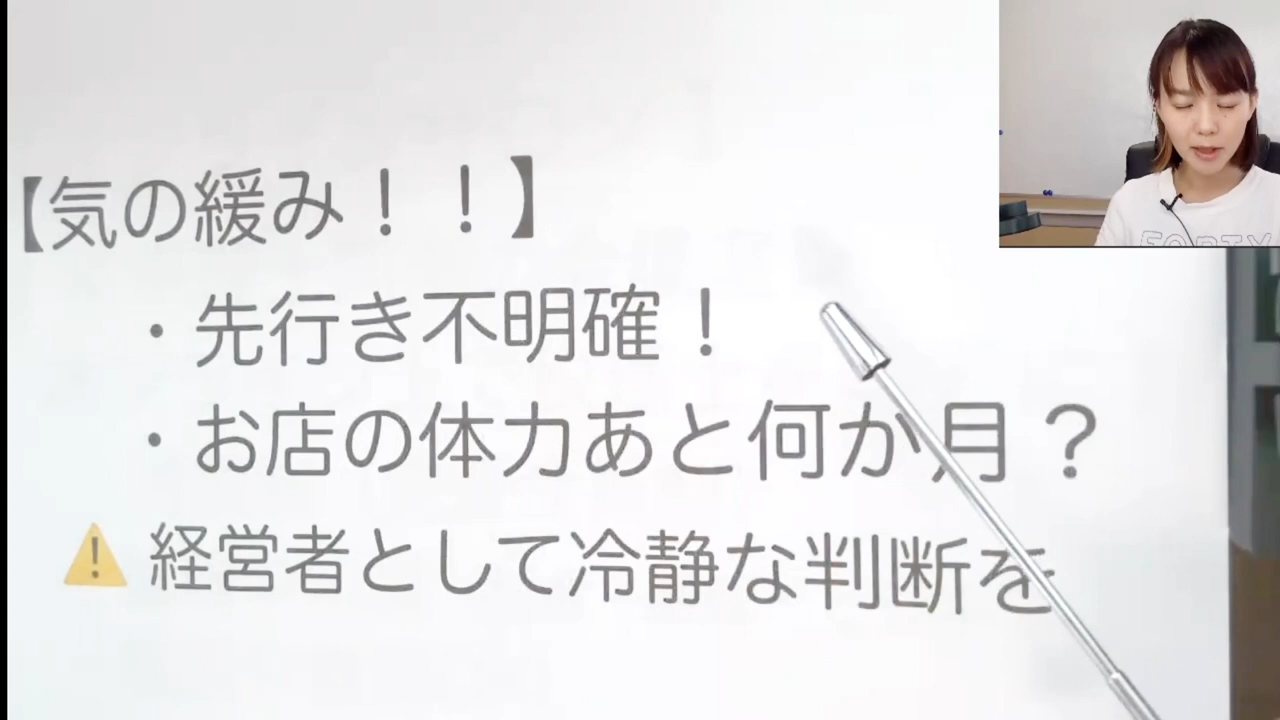 【気の緩み！！】
・先行き不明確！
・お店の体力あと何か月？
⚠経営者として冷静な判断を
FORTY